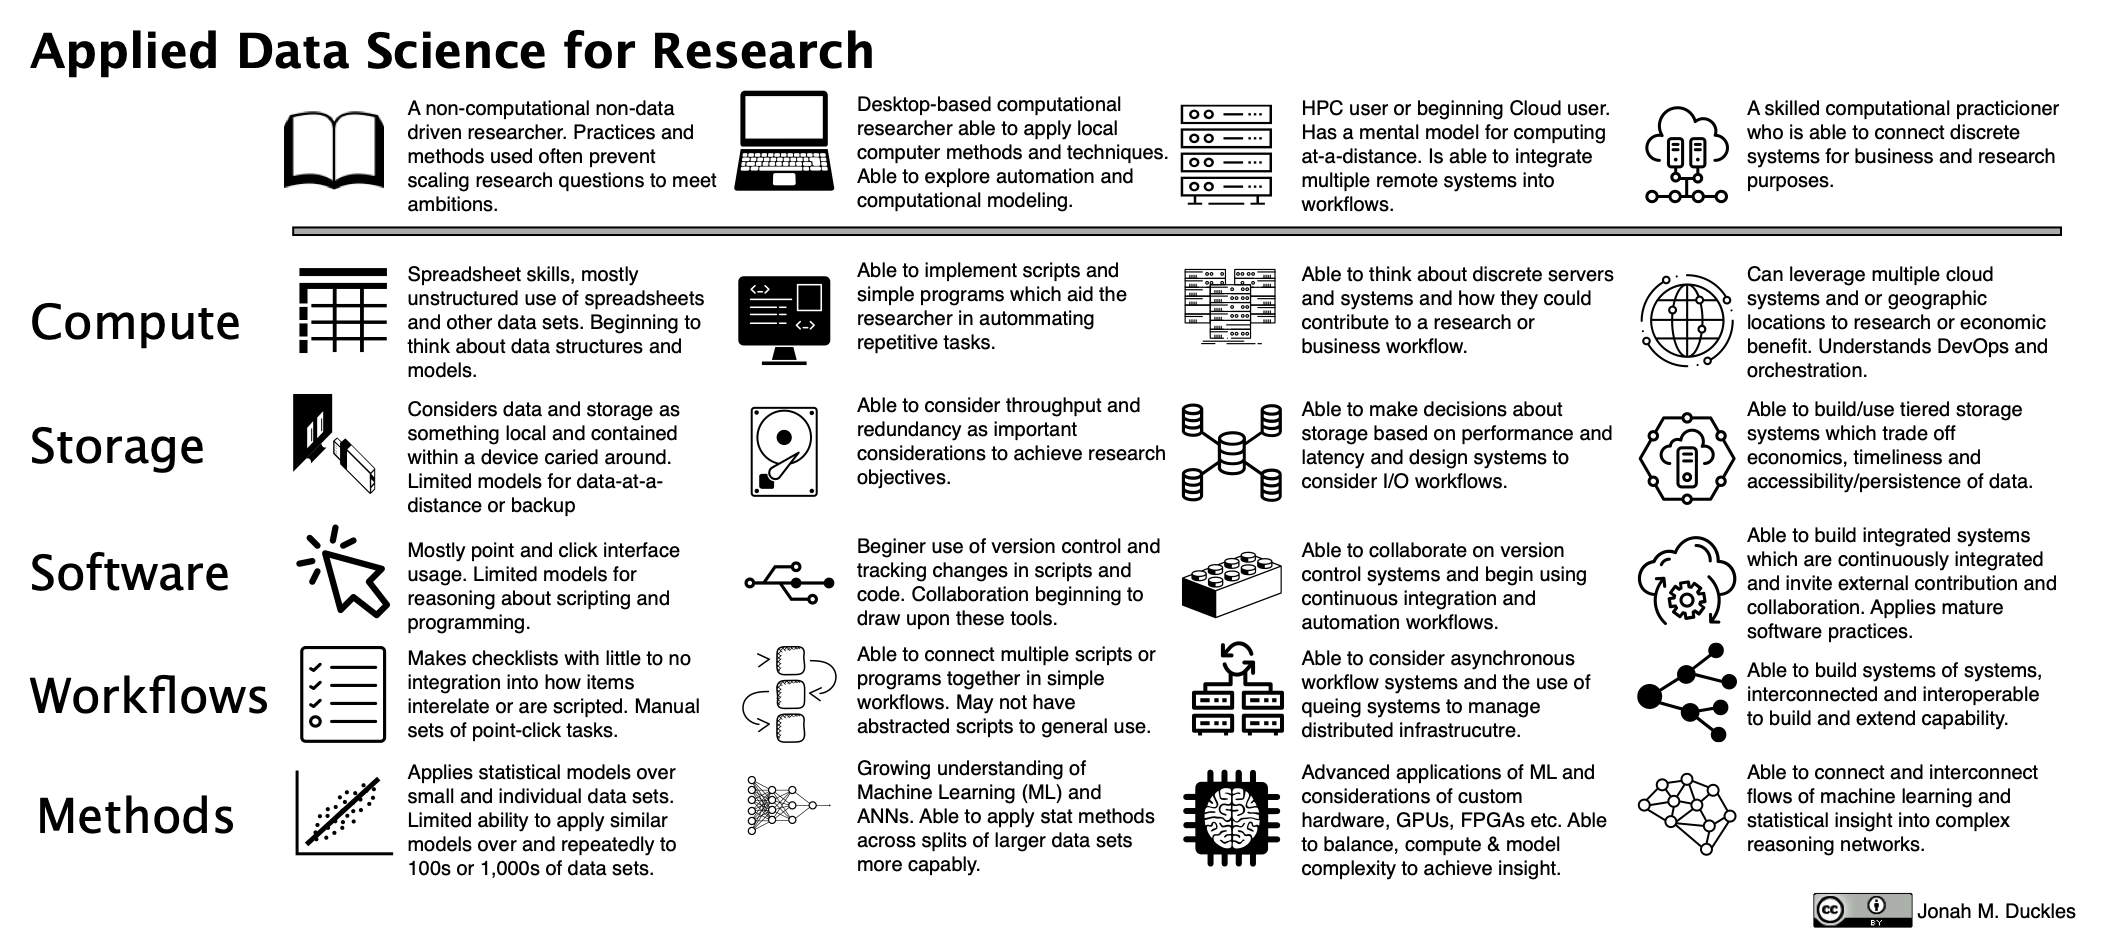 Applied Data Science for Research
A non-computational non-data
driven researcher. Practices and
methods used often prevent
scaling research questions to meet
ambitions.
Desktop-based computational
researcher able to apply local
computer methods and techniques.
Able to explore automation and
computational modeling.
HPC user or beginning Cloud user.
Has a mental model for computing
at-a-distance. Is able to integrate
multiple remote systems into
workflows.
A skilled computational practicioner
who is able to connect discrete
systems for business and research
purposes.
Compute
Spreadsheet skills, mostly
unstructured use of spreadsheets
and other data sets. Beginning to
think about data structures and
models.
Able to implement scripts and
simple programs which aid the
researcher in autommating
repetitive tasks.
Able to think about discrete servers
and systems and how they could
contribute to a research or
business workflow.
Can leverage multiple cloud
systems and or geographic
locations to research or economic
benefit. Understands DevOps and
orchestration.
Storage
Considers data and storage as
something local and contained
within a device caried around.
Limited models for data-at-a-
distance or backup
Able to consider throughput and
redundancy as important
considerations to achieve research
objectives.
Able to make decisions about
storage based on performance and
latency and design systems to
consider I/O workflows.
Able to build/use tiered storage
systems which trade off
economics, timeliness and
accessibility/persistence of data.
Software
Mostly point and click interface
usage. Limited models for
reasoning about scripting and
programming.
Beginer use of version control and
tracking changes in scripts and
code. Collaboration beginning to
draw upon these tools.
Able to collaborate on version
control systems and begin using
continuous integration and
automation workflows.
Able to build integrated systems
which are continuously integrated
and invite external contribution and
collaboration. Applies mature
software practices.
Workflows
Makes checklists with little to no
integration into how items
interelate or are scripted. Manual
sets of point-click tasks.
Able to connect multiple scripts or
programs together in simple
workflows. May not have
abstracted scripts to general use.
Able to consider asynchronous
workflow systems and the use of
queing systems to manage
distributed infrastrucutre.
Able to build systems of systems,
interconnected and interoperable
to build and extend capability.
Methods
Applies statistical models over
small and individual data sets.
Limited ability to apply similar
models over and repeatedly to
100s or 1,000s of data sets.
Growing understanding of
Machine Learning (ML) and
ANNs. Able to apply stat methods
across splits of larger data sets
more capably.
Advanced applications of ML and
considerations of custom
hardware, GPUs, FPGAs etc. Able
to balance, compute & model
complexity to achieve insight.
Able to connect and interconnect
flows of machine learning and
statistical insight into complex
reasoning networks.
cc BY
Jonah M. Duckles